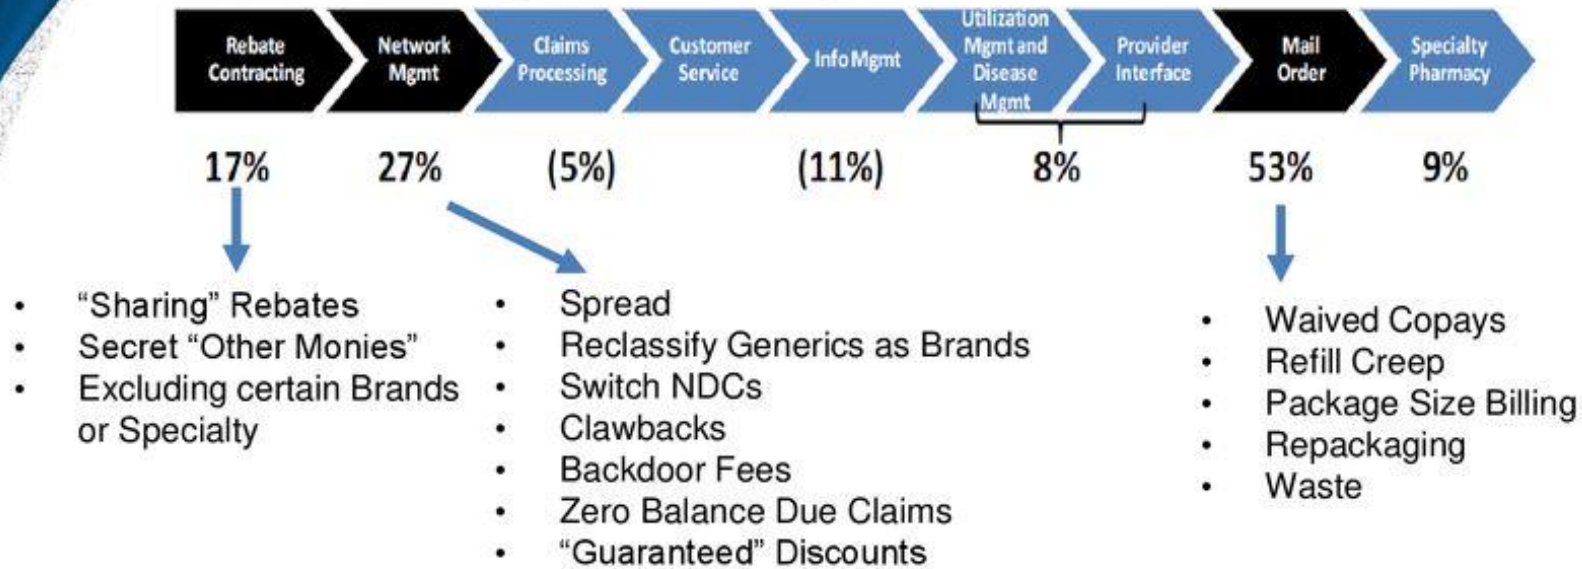 Rebate
Contracting
Network
Mgmt
Claims
Processing
Customer
Service
Info Mgmt
Utilization
Mgmt and
Disease
Mgmt
Provider
Interface
Mail
Order
Specialty
Pharmacy
17%
27%
(5%)
(11%)
8%
53%
9%
• “Sharing” Rebates
• Secret “Other Monies”
• Excluding certain Brands
or Specialty
• Spread
• Reclassify Generics as Brands
• Switch NDCs
• Clawbacks
• Backdoor Fees
• Zero Balance Due Claims
• “Guaranteed” Discounts
• Waived Copays
• Refill Creep
• Package Size Billing
• Repackaging
• Waste